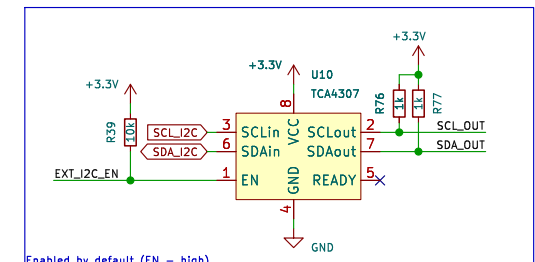 +3.3V
+3.3V
U10
TCA4307
+3.3V
R39
10k
SCL_I2C
SDA_I2C
EXT_I2C_EN
3
6
1
8
4
2
7
5
SCLin
SDAin
EN
VCC
GND
SCLout
SDAout
READY
R76
1k
1k
R77
SCL_OUT
SDA_OUT
GND
Enabled by default (EN - high)